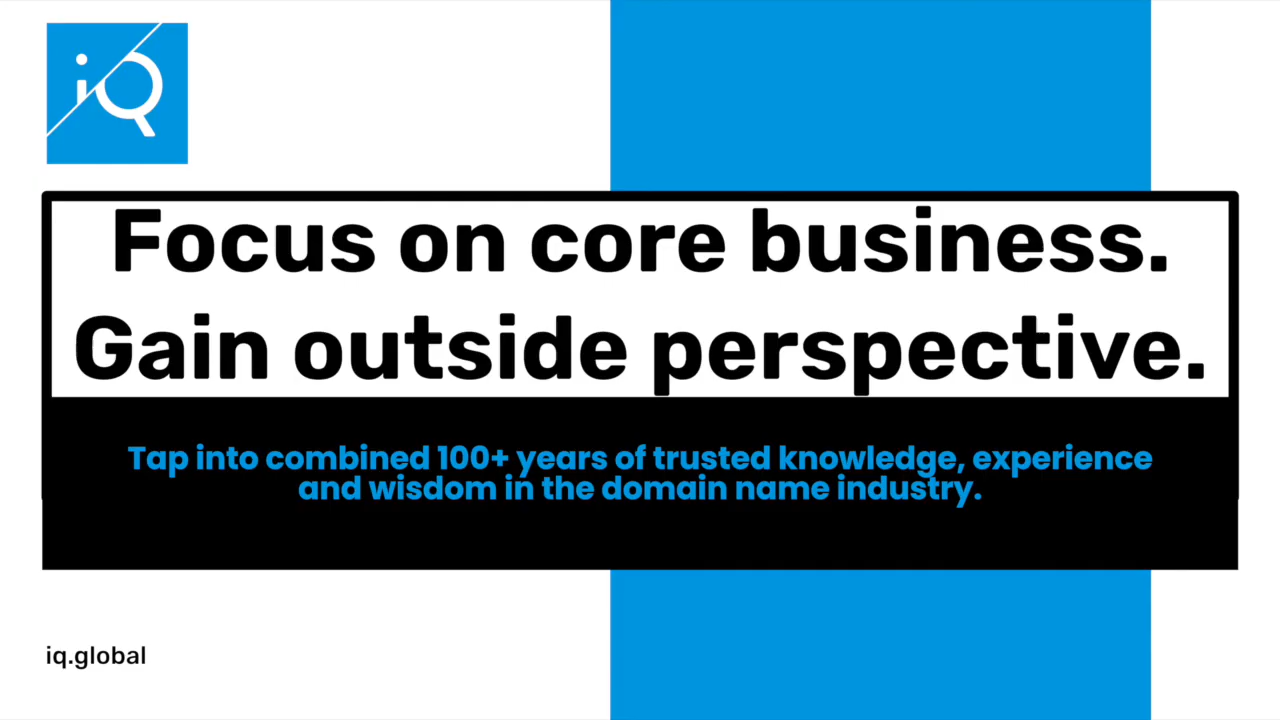 iQ
Focus on core business.
Gain outside perspective.
Tap into combined 100+ years of trusted knowledge, experience
and wisdom in the domain name industry.
iq.global